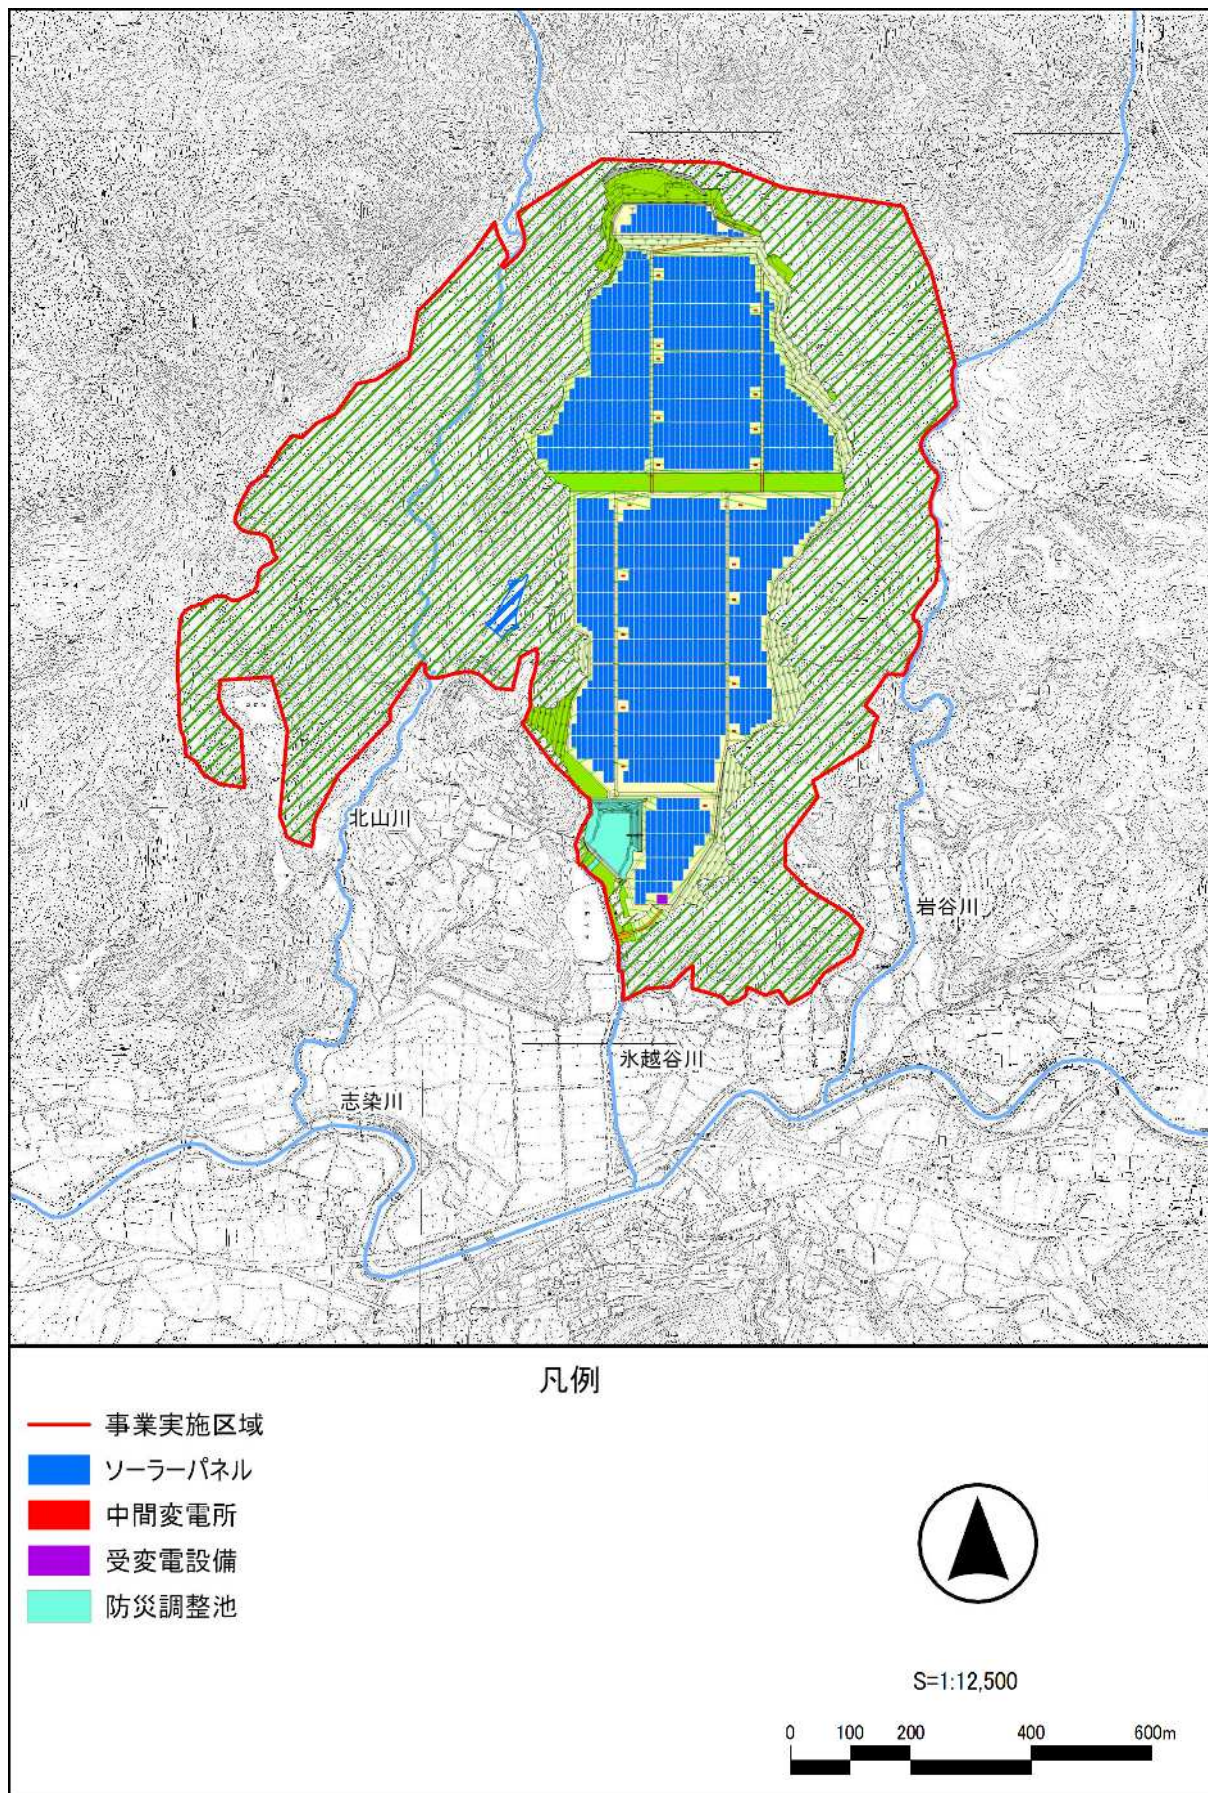 北山川
岩谷川
氷越谷川
志染川
凡例
事業実施区域
ソーラーパネル
中間変電所
受変電設備
防災調整池
S=1:12,500
0 100 200 400 600m